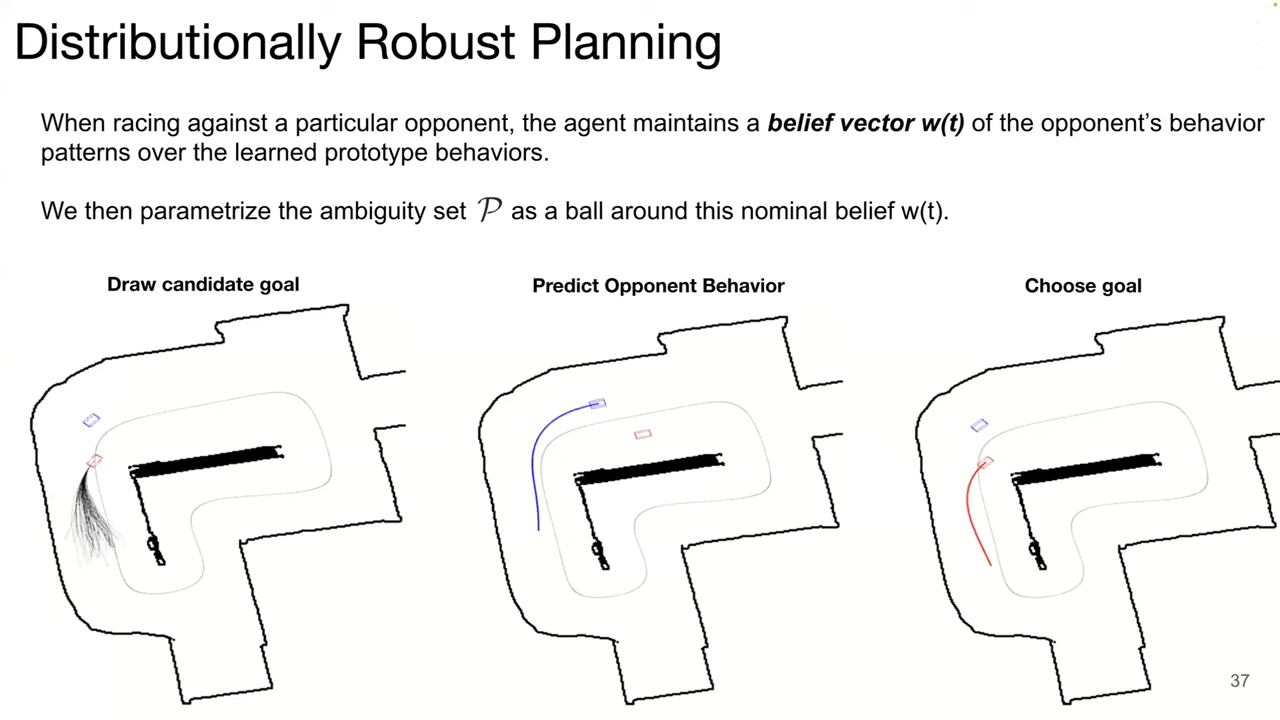 Distributionally Robust Planning
When racing against a particular opponent, the agent maintains a belief vector w(t) of the opponent's behavior
patterns over the learned prototype behaviors.
We then parametrize the ambiguity set 𝒫 as a ball around this nominal belief w(t).
Draw candidate goal
Predict Opponent Behavior
Choose goal
37